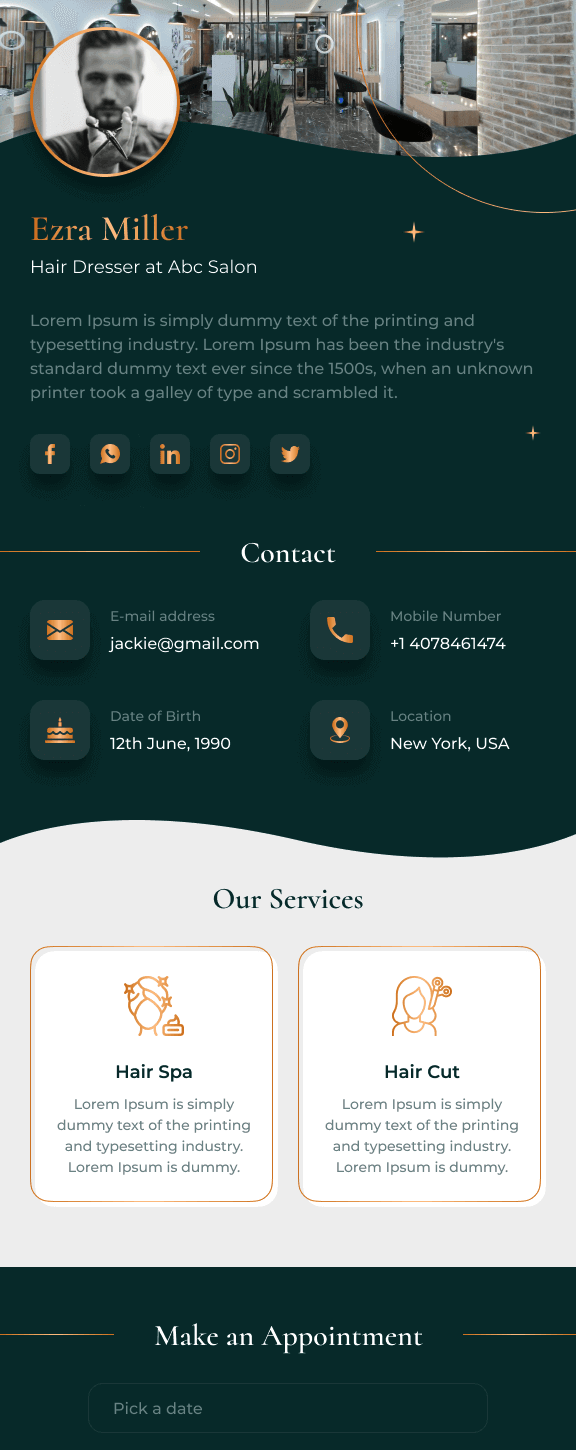 Ezra Miller
Hair Dresser at Abc Salon
Lorem Ipsum is simply dummy text of the printing and
typesetting industry. Lorem Ipsum has been the industry's
standard dummy text ever since the 1500s, when an unknown
printer took a galley of type and scrambled it.
Contact
E-mail address
jackie@gmail.com
Mobile Number
+1 4078461474
Date of Birth
12th June, 1990
Location
New York, USA
Our Services
Hair Spa
Lorem Ipsum is simply
dummy text of the printing
and typesetting industry.
Lorem Ipsum is dummy.
Hair Cut
Lorem Ipsum is simply
dummy text of the printing
and typesetting industry.
Lorem Ipsum is dummy.
Make an Appointment
Pick a date